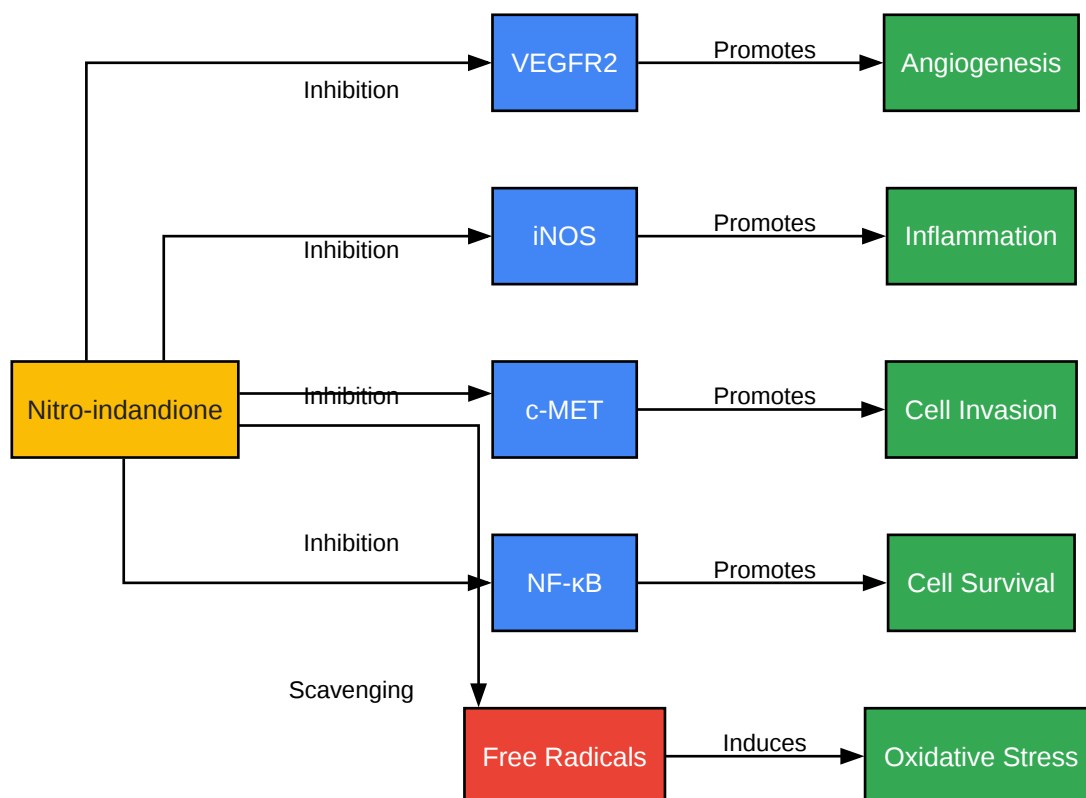 VEGFR2
Promotes
Angiogenesis
Inhibition
iNOS
Promotes
Inflammation
Inhibition
Nitro-indandione
Inhibition
c-MET
Promotes
Cell Invasion
Inhibition
NF-κB
Promotes
Cell Survival
Scavenging
Free Radicals
Induces
Oxidative Stress